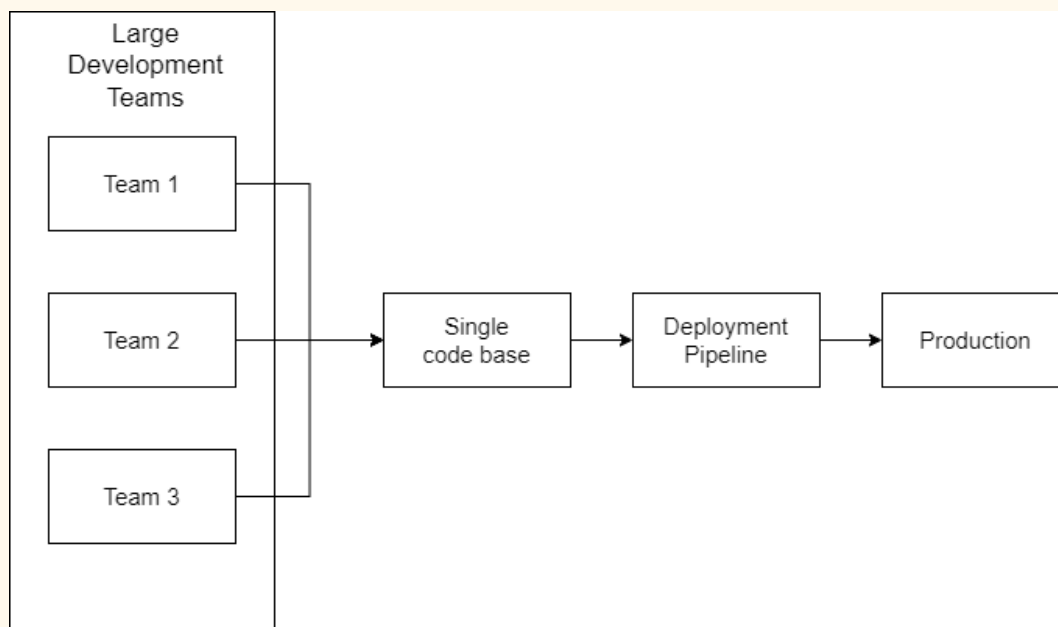 Large
Development
Teams
Team 1
Team 2
Team 3
Single
code base
Deployment
Pipeline
Production